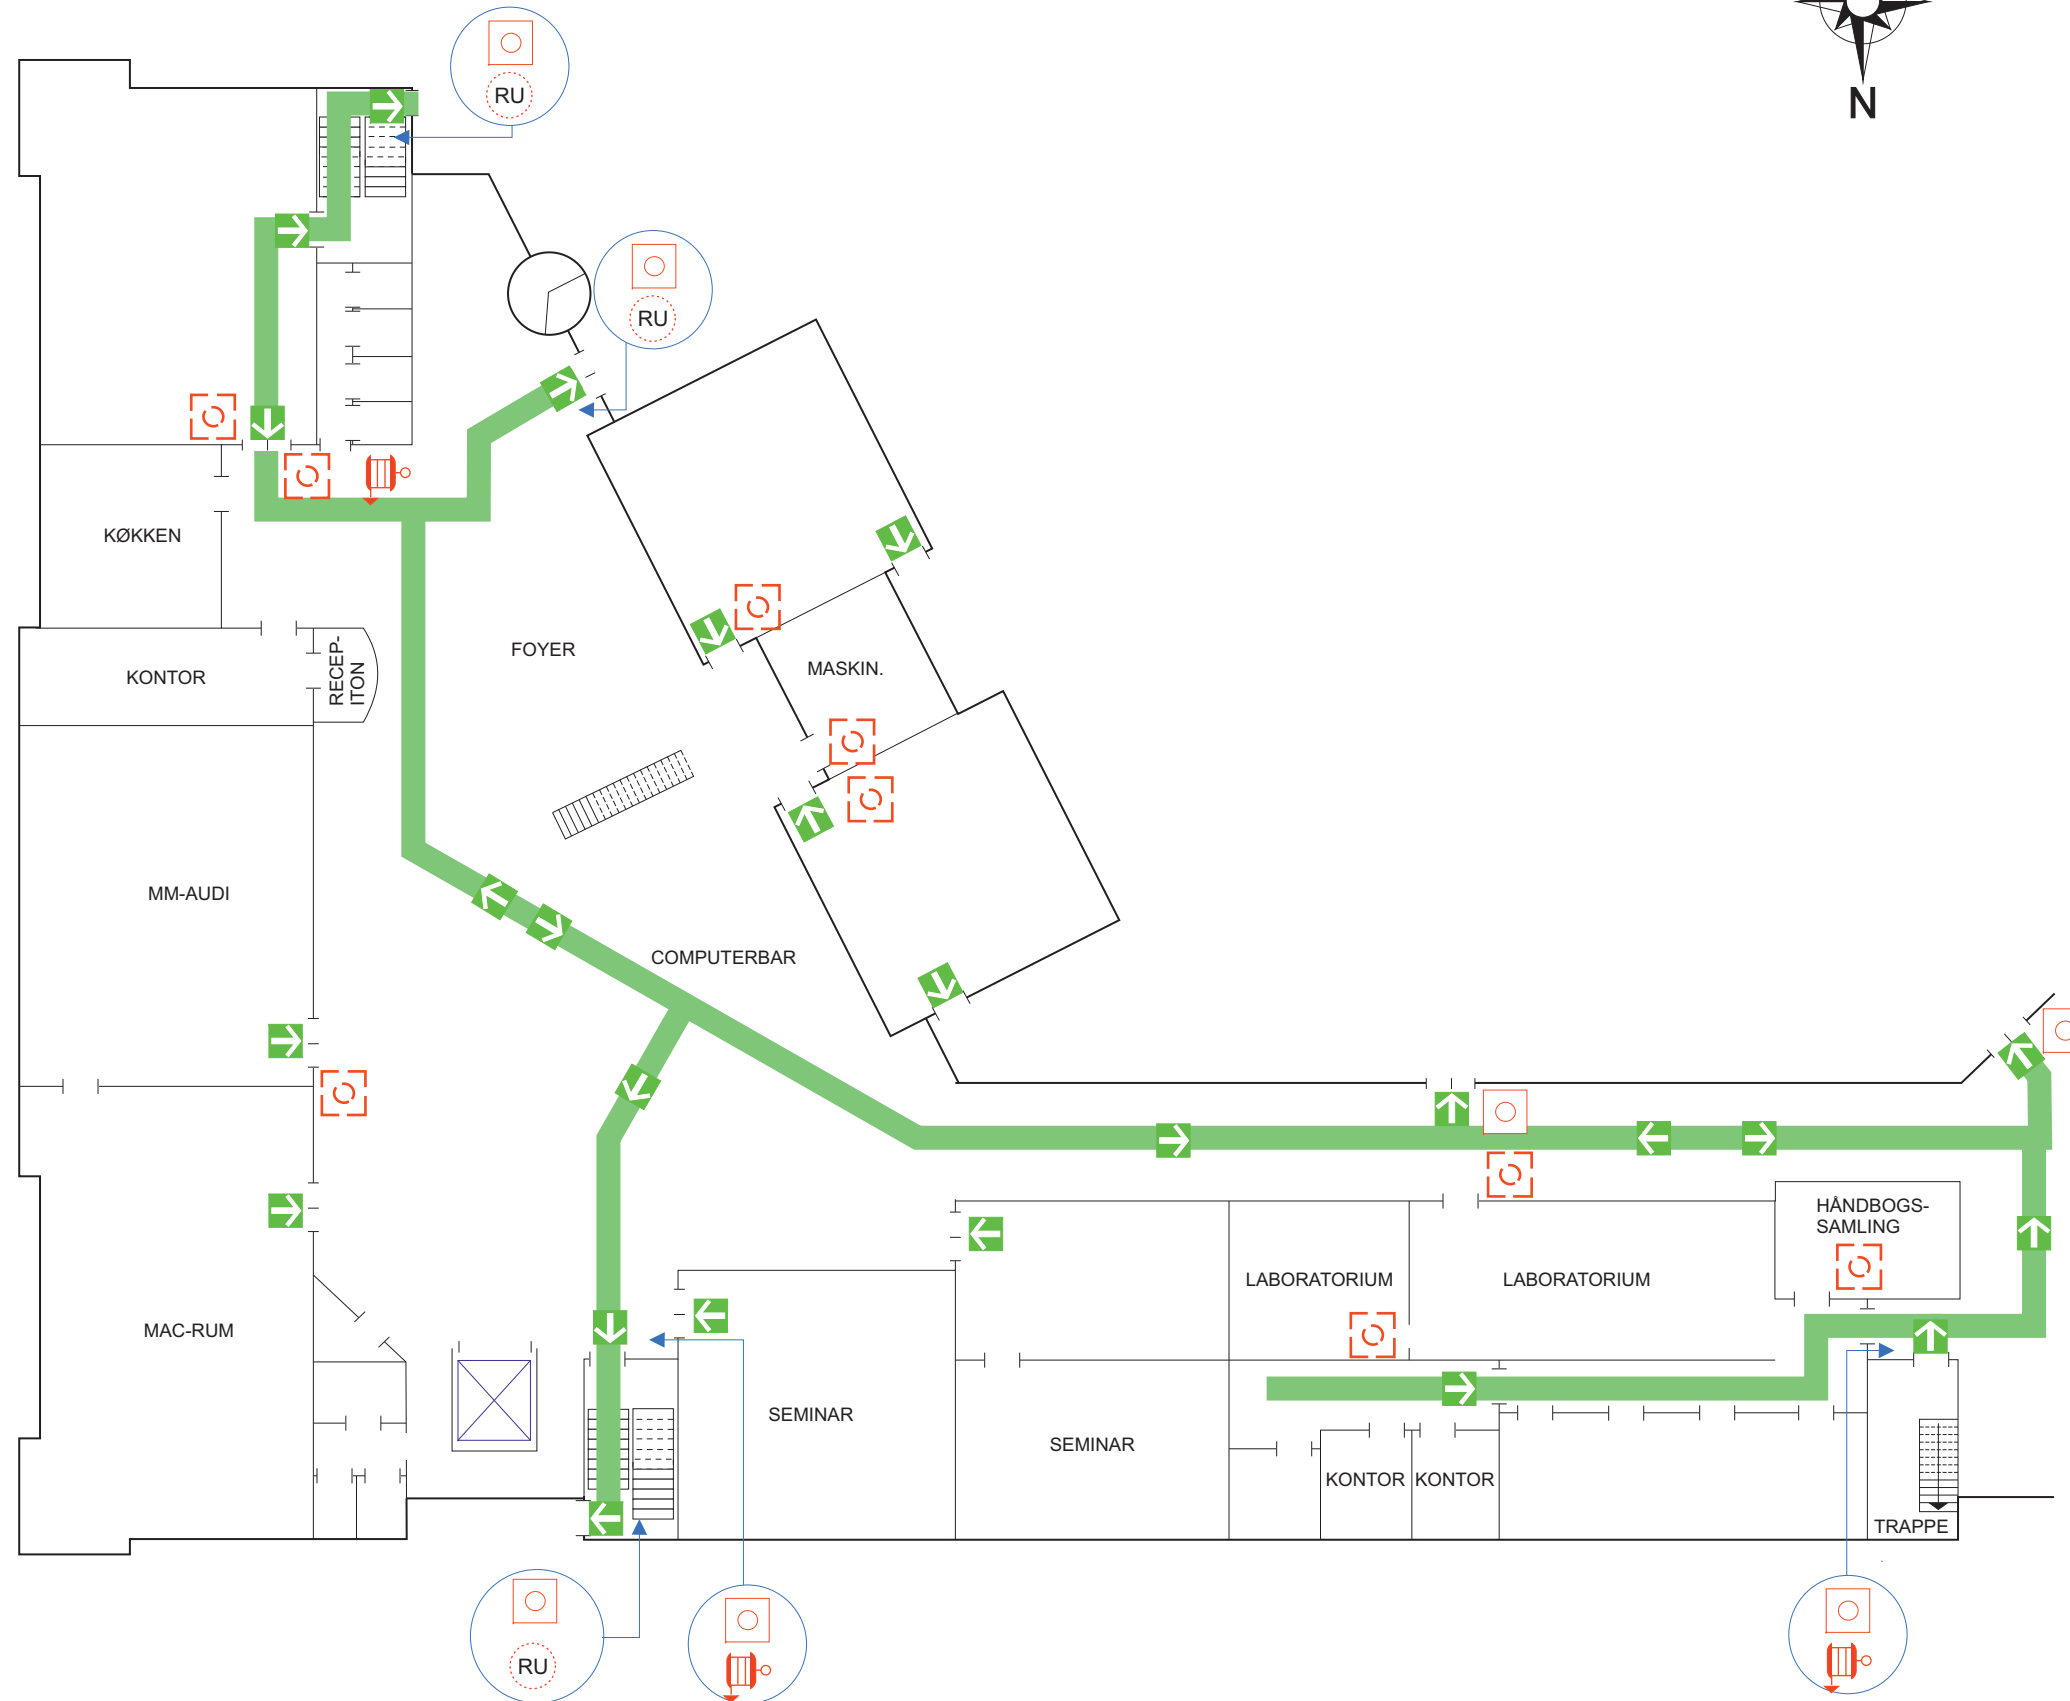 RU
N
RU
KØKKEN
FOYER
RECEP-
ITON
KONTOR
MASKIN.
MM-AUDI
COMPUTERBAR
HÅNDBOGS-
SAMLING
LABORATORIUM
LABORATORIUM
MAC-RUM
SEMINAR
SEMINAR
KONTOR
KONTOR
TRAPPE
RU